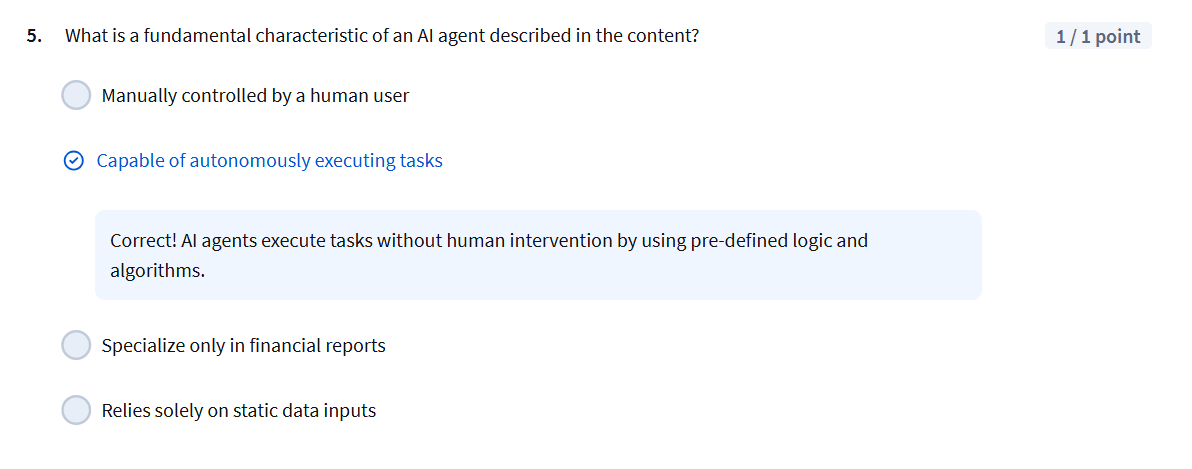 5. What is a fundamental characteristic of an AI agent described in the content? 1 / 1 point
Manually controlled by a human user
Capable of autonomously executing tasks
Correct! AI agents execute tasks without human intervention by using pre-defined logic and
algorithms.
Specialize only in financial reports
Relies solely on static data inputs